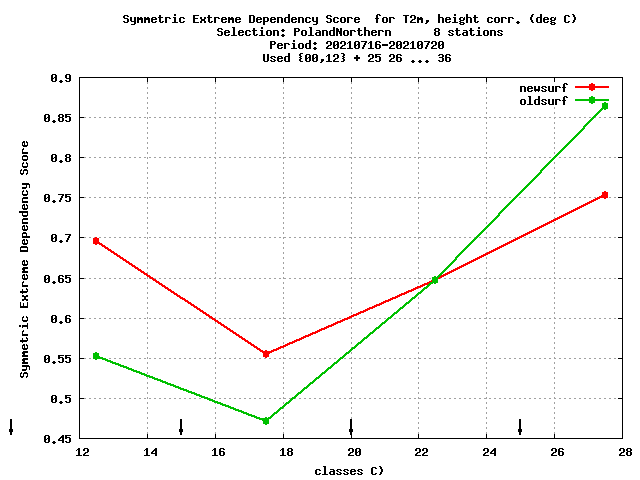 Symmetric Extreme Dependency Score  for T2m, height corr. (deg C)
Selection: PolandNorthern      8 stations
Period: 20210716-20210720
Used {00,12} + 25 26 ... 36
newsurf
oldsurf
Symmetric Extreme Dependency Score
0.9
0.85
0.8
0.75
0.7
0.65
0.6
0.55
0.5
0.45
12 14 16 18 20 22 24 26 28
classes C)